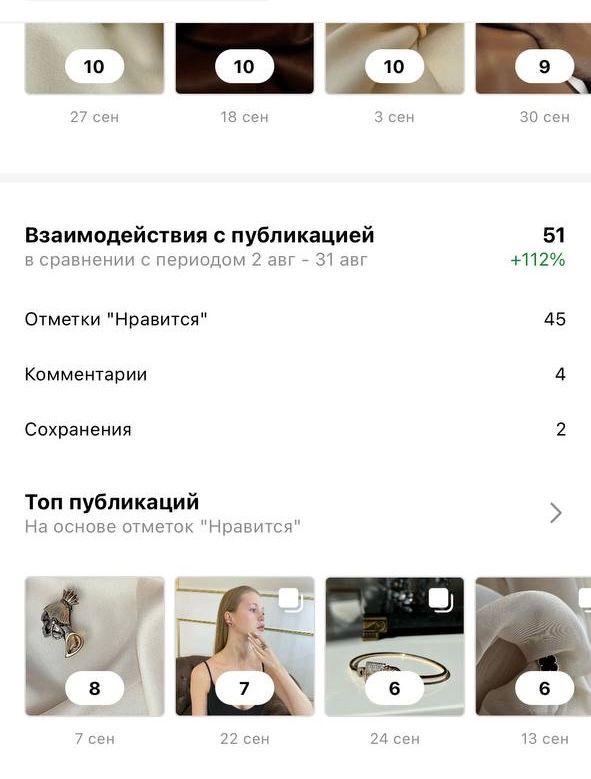 10 10 10 9
27 сен 18 сен 3 сен 30 сен
Взаимодействия с публикацией 51
в сравнении с периодом 2 авг - 31 авг +112%
Отметки "Нравится" 45
Комментарии 4
Сохранения 2
Топ публикаций
На основе отметок "Нравится"
8 7 6 6
7 сен 22 сен 24 сен 13 сен